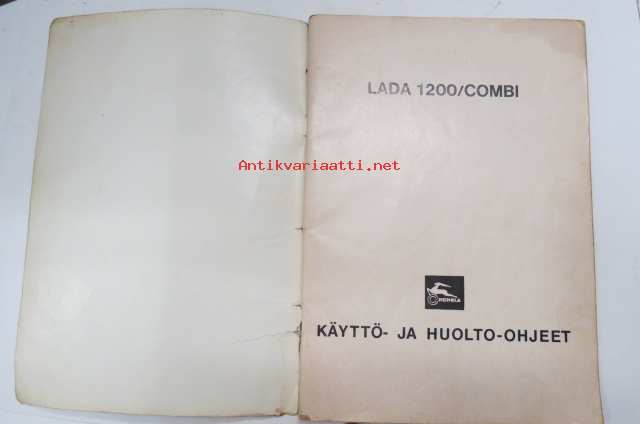 LADA 1200/COMBI
Antikvariaatti.net
KONELA
KÄYTTÖ- JA HUOLTO-OHJEET